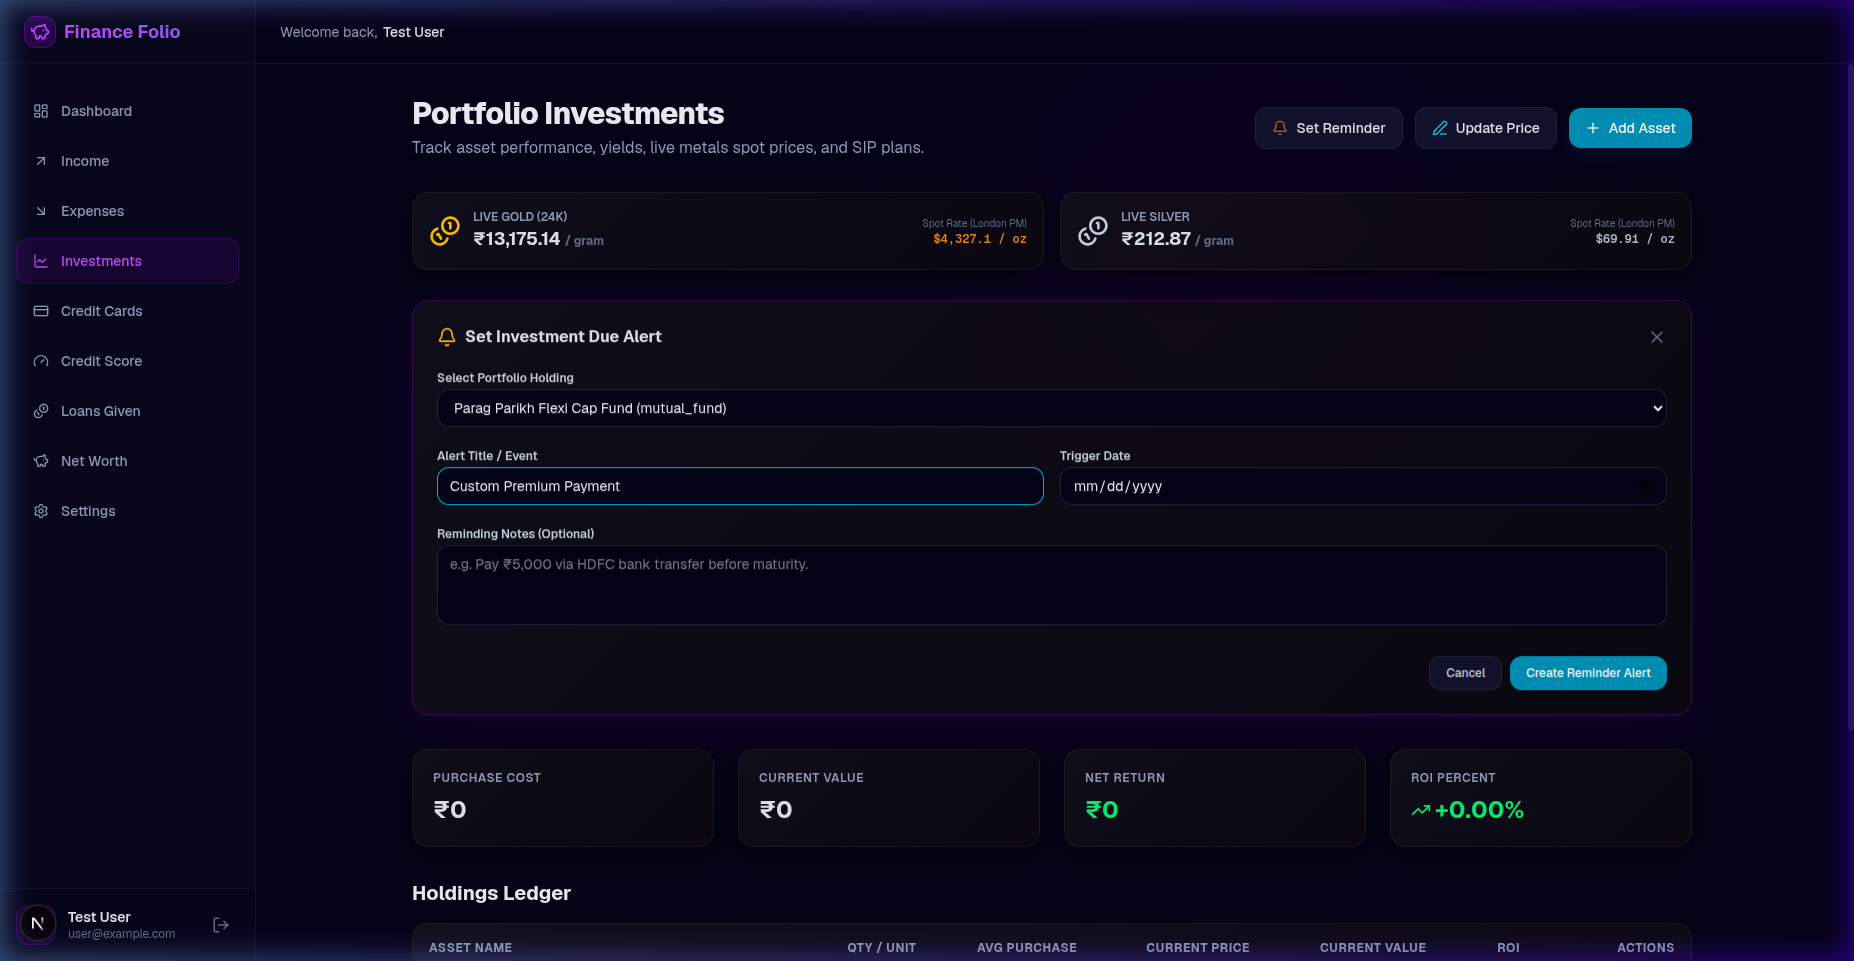 Finance Folio
Welcome back, Test User
Dashboard
Income
Expenses
Investments
Credit Cards
Credit Score
Loans Given
Net Worth
Settings
Test User
user@example.com
N
Portfolio Investments
Track asset performance, yields, live metals spot prices, and SIP plans.
Set Reminder
Update Price
Add Asset
LIVE GOLD (24K)
₹13,175.14 / gram
Spot Rate (London PM)
$4,327.1 / oz
LIVE SILVER
₹212.87 / gram
Spot Rate (London PM)
$69.91 / oz
Set Investment Due Alert
Select Portfolio Holding
Parag Parikh Flexi Cap Fund (mutual_fund)
Alert Title / Event
Custom Premium Payment
Trigger Date
mm/dd/yyyy
Reminding Notes (Optional)
e.g. Pay ₹5,000 via HDFC bank transfer before maturity.
Cancel
Create Reminder Alert
PURCHASE COST
₹0
CURRENT VALUE
₹0
NET RETURN
₹0
ROI PERCENT
+0.00%
Holdings Ledger
ASSET NAME QTY / UNIT AVG PURCHASE CURRENT PRICE CURRENT VALUE ROI ACTIONS